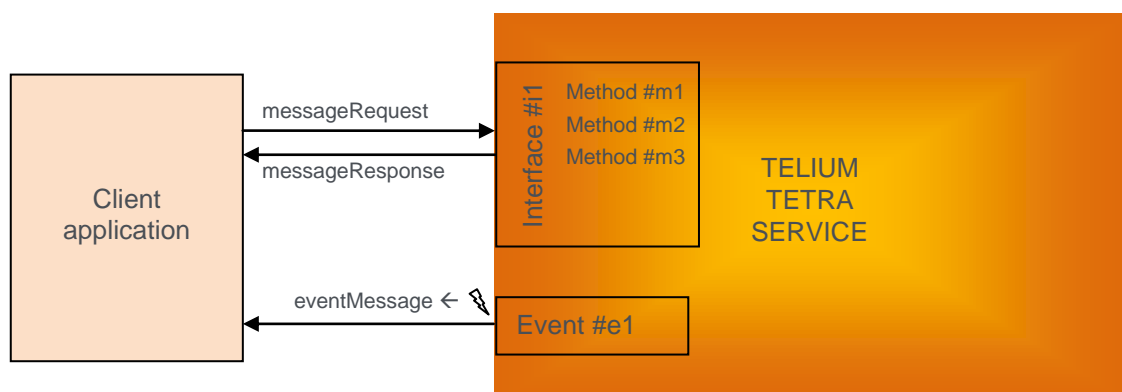 messageRequest
messageResponse
Client
application
Interface #i1
Method #m1
Method #m2
Method #m3
TELIUM
TETRA
SERVICE
eventMessage ←
Event #e1